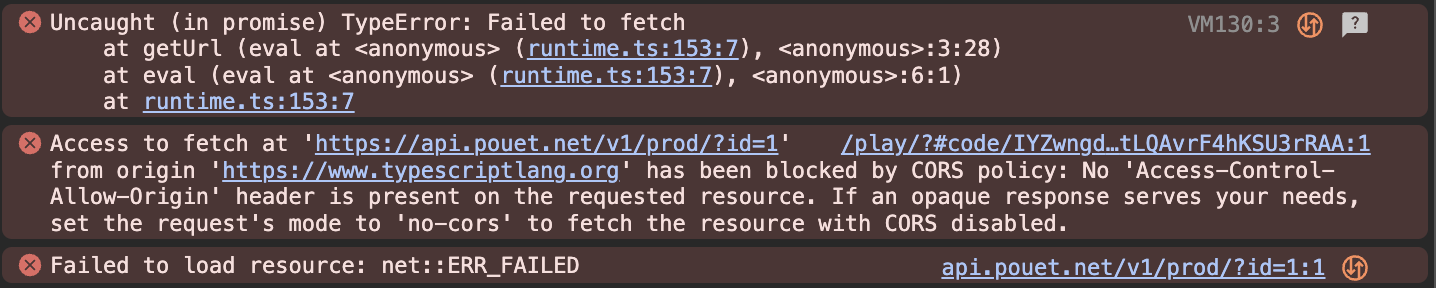 Uncaught (in promise) TypeError: Failed to fetch VM130:3
at getUrl (eval at <anonymous> (runtime.ts:153:7), <anonymous>:3:28)
at eval (eval at <anonymous> (runtime.ts:153:7), <anonymous>:6:1)
at runtime.ts:153:7
Access to fetch at 'https://api.pouet.net/v1/prod/?id=1' /play/?#code/IYZwngd…tLQAvrF4hKSU3rRAA:1
from origin 'https://www.typescriptlang.org' has been blocked by CORS policy: No 'Access-Control-
Allow-Origin' header is present on the requested resource. If an opaque response serves your needs,
set the request's mode to 'no-cors' to fetch the resource with CORS disabled.
Failed to load resource: net::ERR_FAILED api.pouet.net/v1/prod/?id=1:1